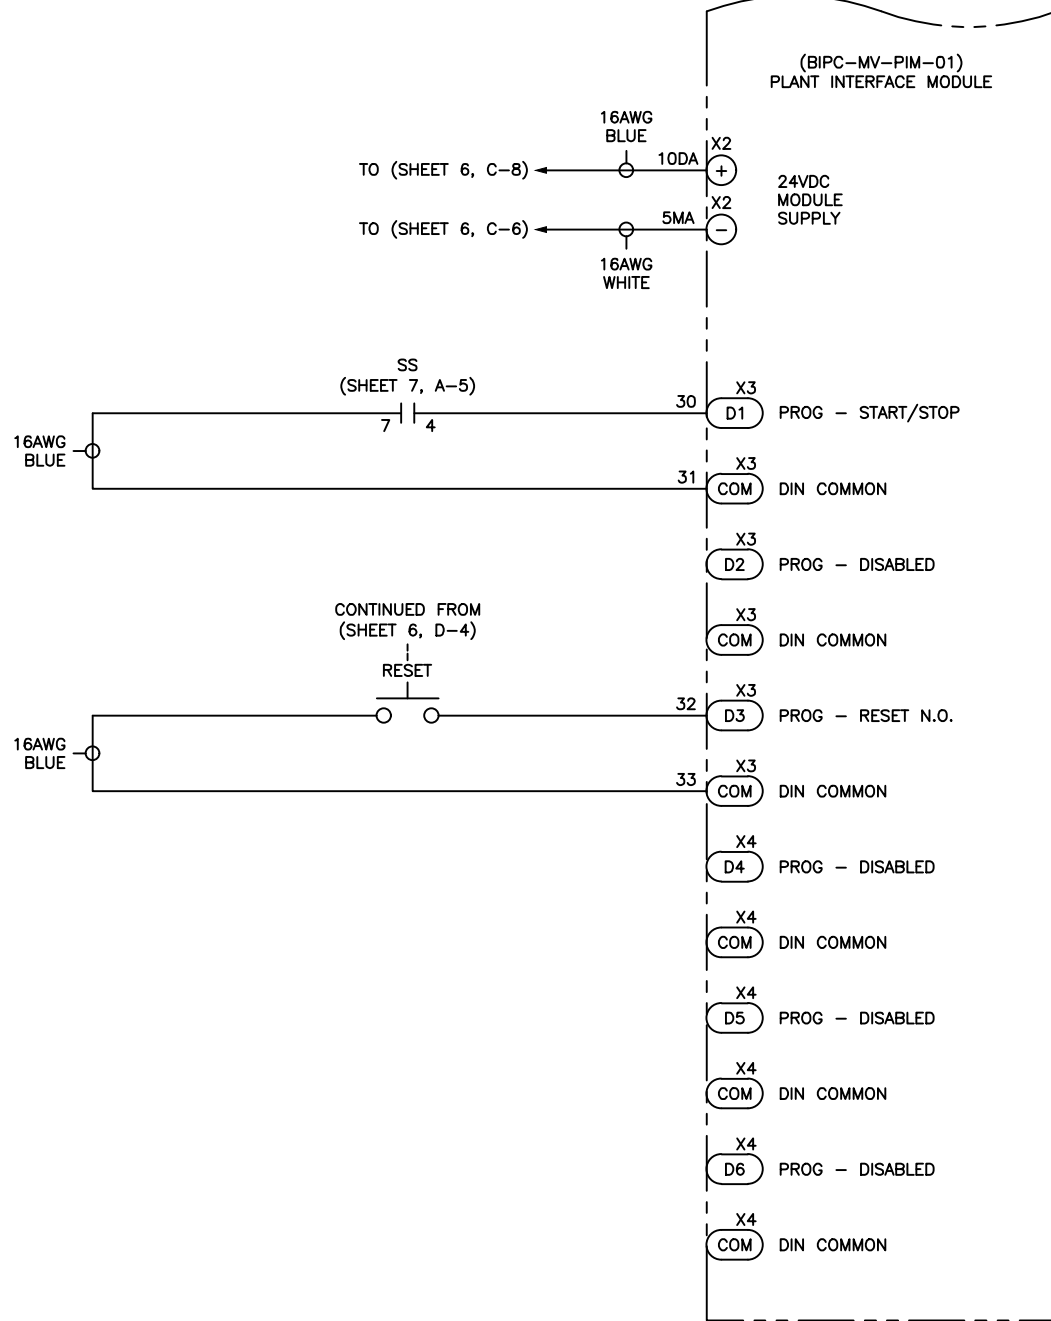 (BIPC-MV-PIM-01)
PLANT INTERFACE MODULE
16AWG
BLUE
TO (SHEET 6, C-8)
10DA
X2
+
24VDC
MODULE
SUPPLY
TO (SHEET 6, C-6)
5MA
X2
-
16AWG
WHITE
SS
(SHEET 7, A-5)
7 4
30
X3
D1 PROG - START/STOP
16AWG
BLUE
31
X3
COM DIN COMMON
X3
D2 PROG - DISABLED
X3
COM DIN COMMON
CONTINUED FROM
(SHEET 6, D-4)
RESET
32
X3
D3 PROG - RESET N.O.
16AWG
BLUE
33
X3
COM DIN COMMON
X4
D4 PROG - DISABLED
X4
COM DIN COMMON
X4
D5 PROG - DISABLED
X4
COM DIN COMMON
X4
D6 PROG - DISABLED
X4
COM DIN COMMON